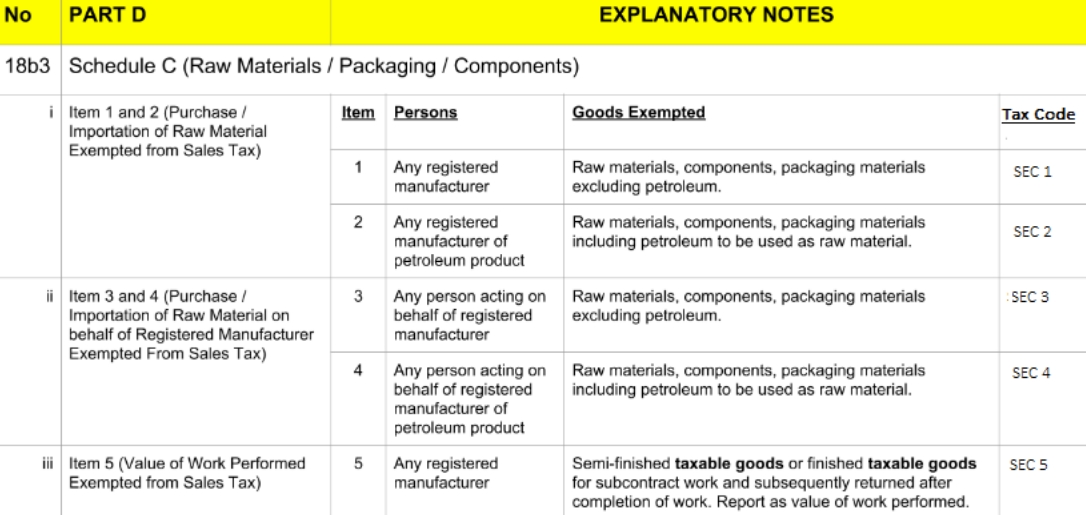 No PART D EXPLANATORY NOTES
18b3 Schedule C (Raw Materials / Packaging / Components)
i Item 1 and 2 (Purchase /
Importation of Raw Material
Exempted from Sales Tax)
Item Persons Goods Exempted Tax Code
1 Any registered
manufacturer
Raw materials, components, packaging materials
excluding petroleum.
SEC 1
2 Any registered
manufacturer of
petroleum product
Raw materials, components, packaging materials
including petroleum to be used as raw material.
SEC 2
ii Item 3 and 4 (Purchase /
Importation of Raw Material on
behalf of Registered Manufacturer
Exempted From Sales Tax)
3 Any person acting on
behalf of registered
manufacturer
Raw materials, components, packaging materials
excluding petroleum.
SEC 3
4 Any person acting on
behalf of registered
manufacturer of
petroleum product
Raw materials, components, packaging materials
including petroleum to be used as raw material.
SEC 4
iii Item 5 (Value of Work Performed
Exempted from Sales Tax)
5 Any registered
manufacturer
Semi-finished taxable goods or finished taxable goods
for subcontract work and subsequently returned after
completion of work. Report as value of work performed.
SEC 5